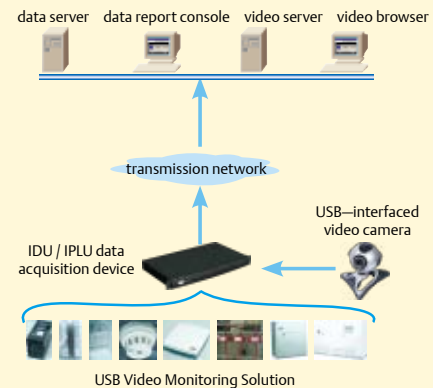 data server data report console video server video browser
transmission network
USB—interfaced
video camera
IDU / IPLU data
acquisition device
USB Video Monitoring Solution